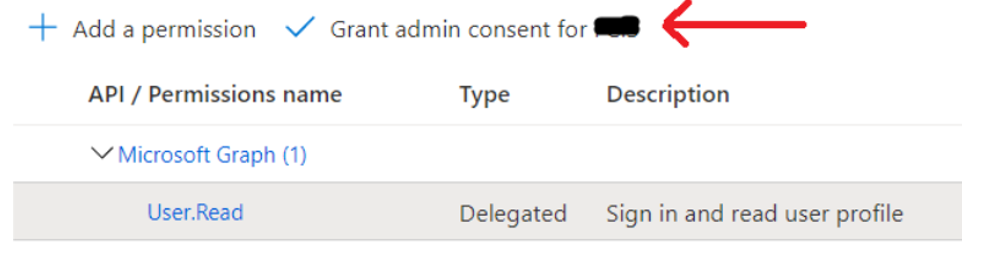 Add a permission Grant admin consent for
API / Permissions name Type Description
Microsoft Graph (1)
User.Read Delegated Sign in and read user profile